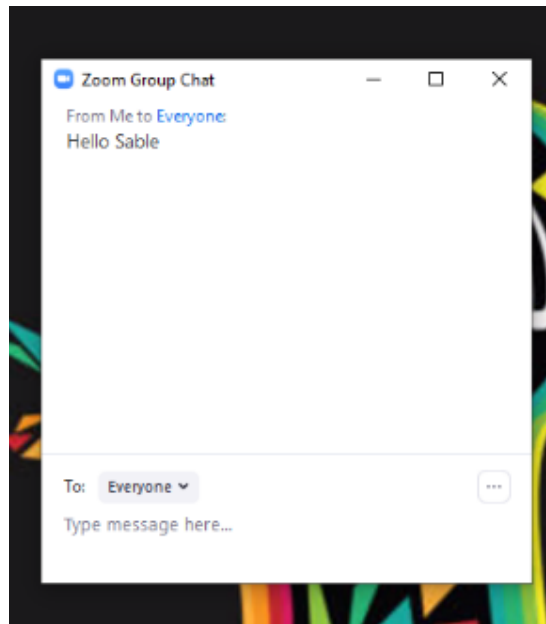 Zoom Group Chat
From Me to Everyone:
Hello Sable
To: Everyone
Type message here...